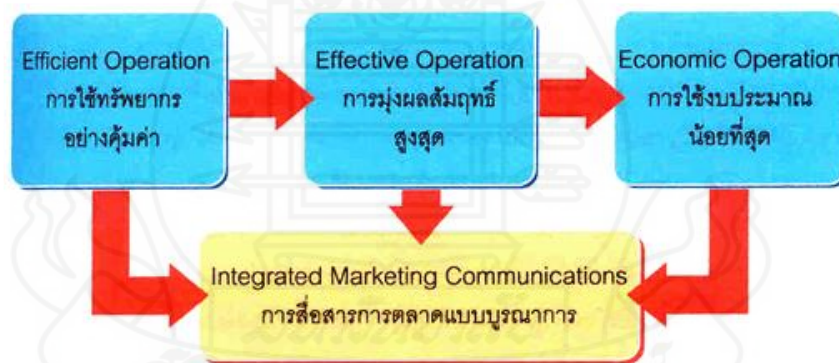 Efficient Operation
การใช้ทรัพยากร
อย่างคุ้มค่า
Effective Operation
การมุ่งผลสัมฤทธิ์
สูงสุด
Economic Operation
การใช้งบประมาณ
น้อยที่สุด
Integrated Marketing Communications
การสื่อสารการตลาดแบบบูรณาการ